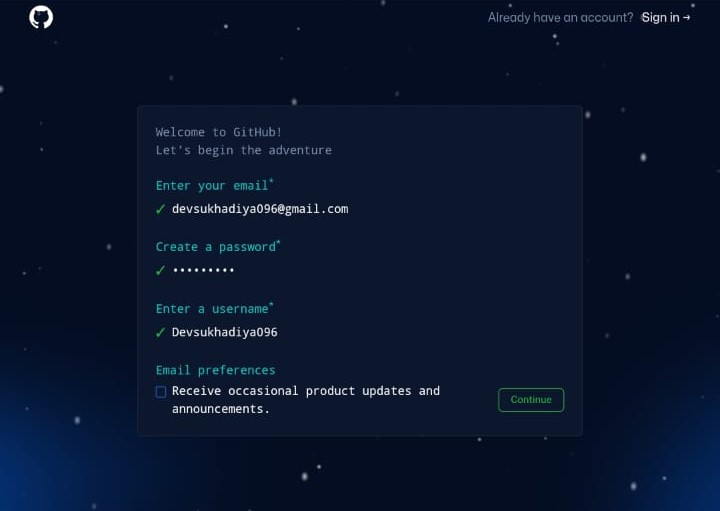 Already have an account? Sign in →
Welcome to GitHub!
Let's begin the adventure
Enter your email*
✓ devsukhadiya096@gmail.com
Create a password*
✓ •••••••••
Enter a username*
✓ Devsukhadiya096
Email preferences
Receive occasional product updates and
announcements.
Continue